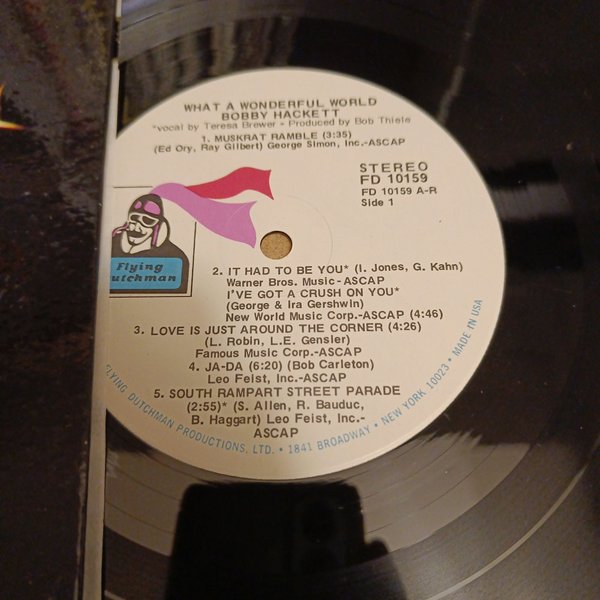 WHAT A WONDERFUL WORLD
BOBBY HACKETT
*vocal by Teresa Brewer • Produced by Bob Thiele
1. MUSKRAT RAMBLE (3:35)
(Ed Ory, Ray Gilbert) George Simon, Inc.-ASCAP
STEREO
FD 10159
FD 10159 A-R
Side 1
Flying
utchman
2. IT HAD TO BE YOU* (I. Jones, G. Kahn)
Warner Bros. Music-ASCAP
I'VE GOT A CRUSH ON YOU*
(George & Ira Gershwin)
New World Music Corp.-ASCAP (4:46)
3. LOVE IS JUST AROUND THE CORNER (4:26)
(L. Robin, L.E. Gensler)
Famous Music Corp.-ASCAP
4. JA-DA (6:20) (Bob Carleton)
Leo Feist, Inc.-ASCAP
5. SOUTH RAMPART STREET PARADE
(2:55)* (S. Allen, R. Bauduc,
B. Haggart) Leo Feist, Inc.-
ASCAP
FLYING DUTCHMAN PRODUCTIONS, LTD. • 1841 BROADWAY • NEW YORK 10023 • MADE IN USA